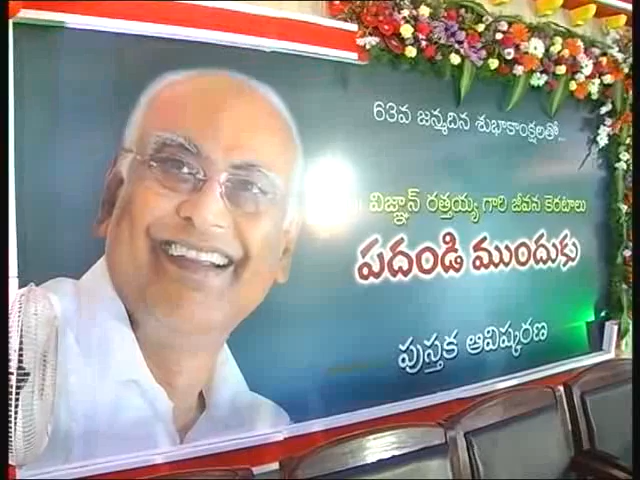 63వ జన్మదిన శుభాకాంక్షలతో...
విజ్ఞాన్ రత్తయ్య గారి జీవన కెరటాలు
పదండి ముందుకు
పుస్తక ఆవిష్కరణ